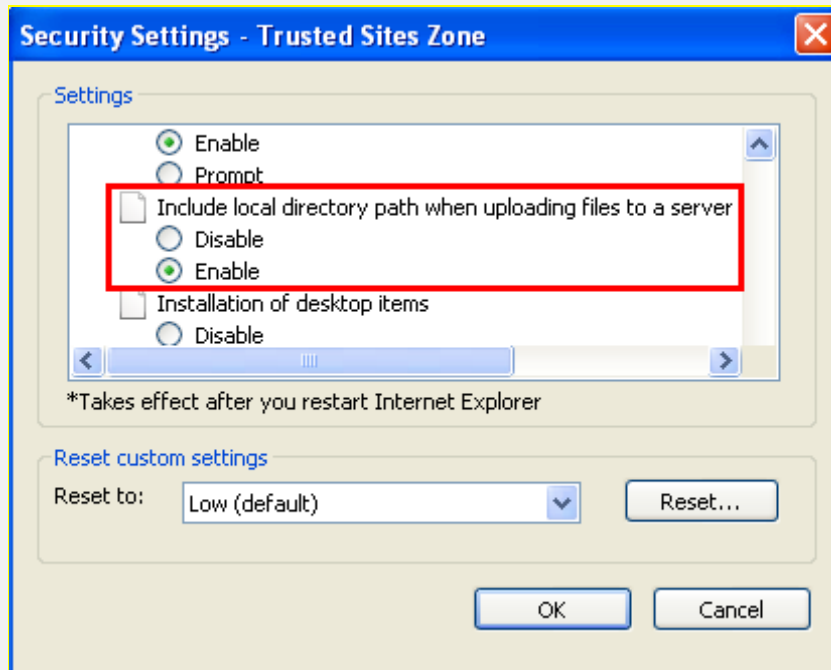 Security Settings - Trusted Sites Zone
Settings
Enable
Prompt
Include local directory path when uploading files to a server
Disable
Enable
Installation of desktop items
Disable
*Takes effect after you restart Internet Explorer
Reset custom settings
Reset to: Low (default) Reset...
OK Cancel